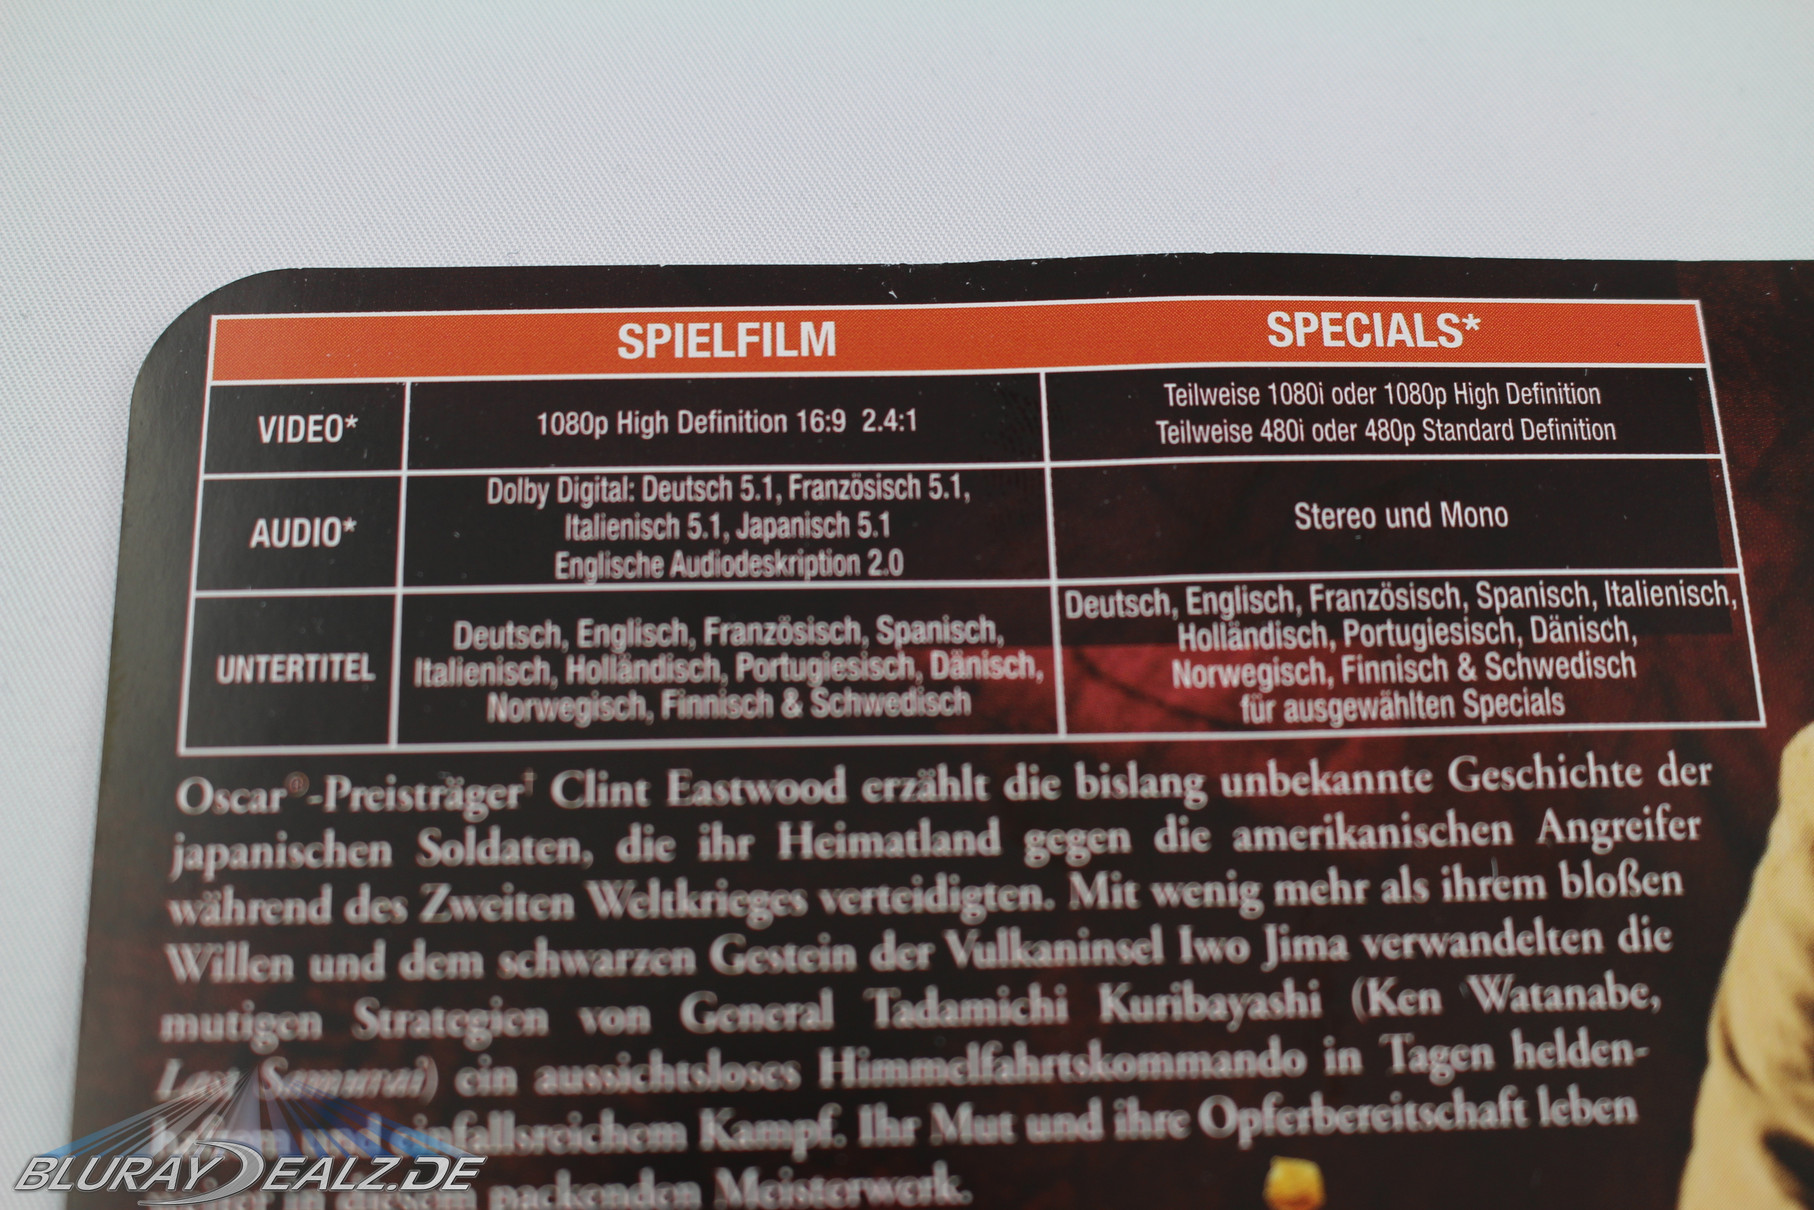 SPIELFILM SPECIALS*
VIDEO* 1080p High Definition 16:9 2.4:1
Teilweise 1080i oder 1080p High Definition
Teilweise 480i oder 480p Standard Definition
AUDIO*
Dolby Digital: Deutsch 5.1, Französisch 5.1,
Italienisch 5.1, Japanisch 5.1
Englische Audiodeskription 2.0
Stereo und Mono
UNTERTITEL
Deutsch, Englisch, Französisch, Spanisch,
Italienisch, Holländisch, Portugiesisch, Dänisch,
Norwegisch, Finnisch & Schwedisch
Deutsch, Englisch, Französisch, Spanisch, Italienisch,
Holländisch, Portugiesisch, Dänisch,
Norwegisch, Finnisch & Schwedisch
für ausgewählten Specials
Oscar®-Preisträger† Clint Eastwood erzählt die bislang unbekannte Geschichte der
japanischen Soldaten, die ihr Heimatland gegen die amerikanischen Angreifer
während des Zweiten Weltkrieges verteidigten. Mit wenig mehr als ihrem bloßen
Willen und dem schwarzen Gestein der Vulkaninsel Iwo Jima verwandelten die
mutigen Strategien von General Tadamichi Kuribayashi (Ken Watanabe,
Last Samurai) ein aussichtsloses Himmelfahrtskommando in Tagen helden-
und einfallsreichem Kampf. Ihr Mut und ihre Opferbereitschaft leben
in diesem packenden Meisterwerk.
BLURAYDEALZ.DE